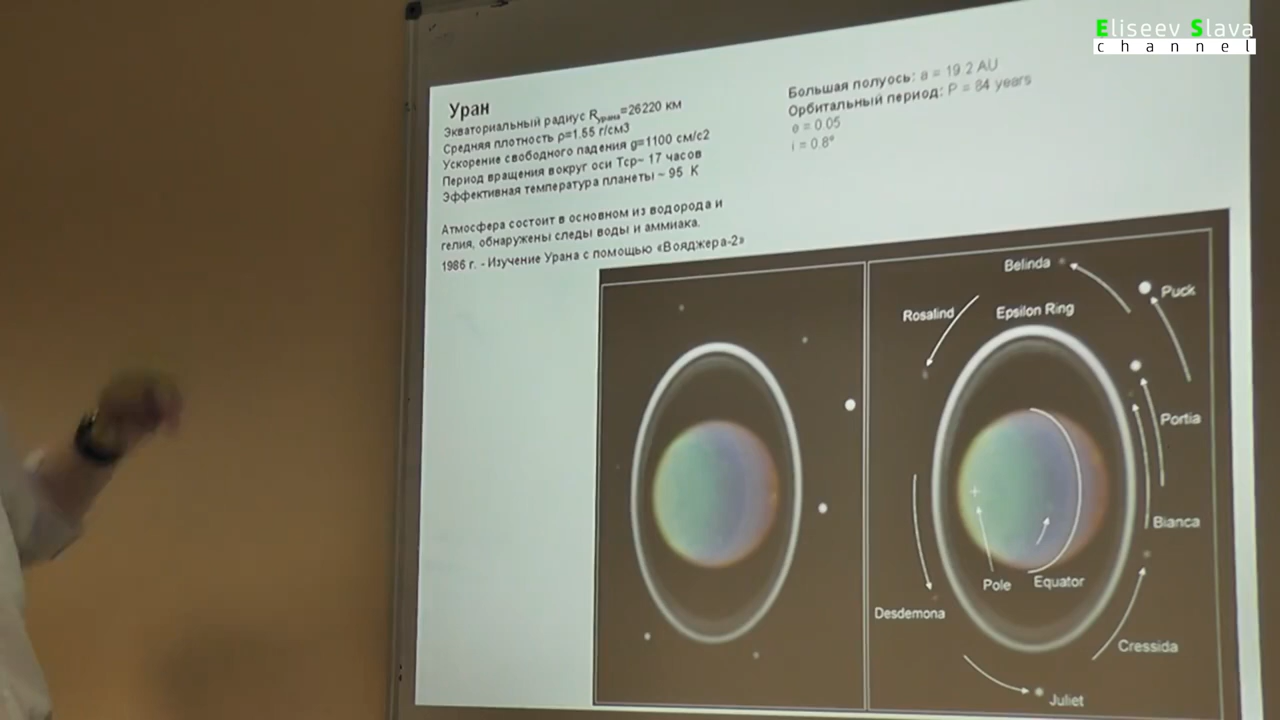 Eliseev Slava
channel
Уран
Экваториальный радиус Rурана=26220 км
Средняя плотность ρ=1.55 г/см3
Ускорение свободного падения g=1100 см/с2
Период вращения вокруг оси Tср~ 17 часов
Эффективная температура планеты ~ 95 К
Большая полуось: a = 19.2 AU
Орбитальный период: P = 84 years
e = 0.05
i = 0.8°
Атмосфера состоит в основном из водорода и
гелия, обнаружены следы воды и аммиака.
1986 г. - Изучение Урана с помощью «Вояджера-2»
Belinda
Puck
Rosalind
Epsilon Ring
Portia
Bianca
Pole
Equator
Desdemona
Cressida
Juliet